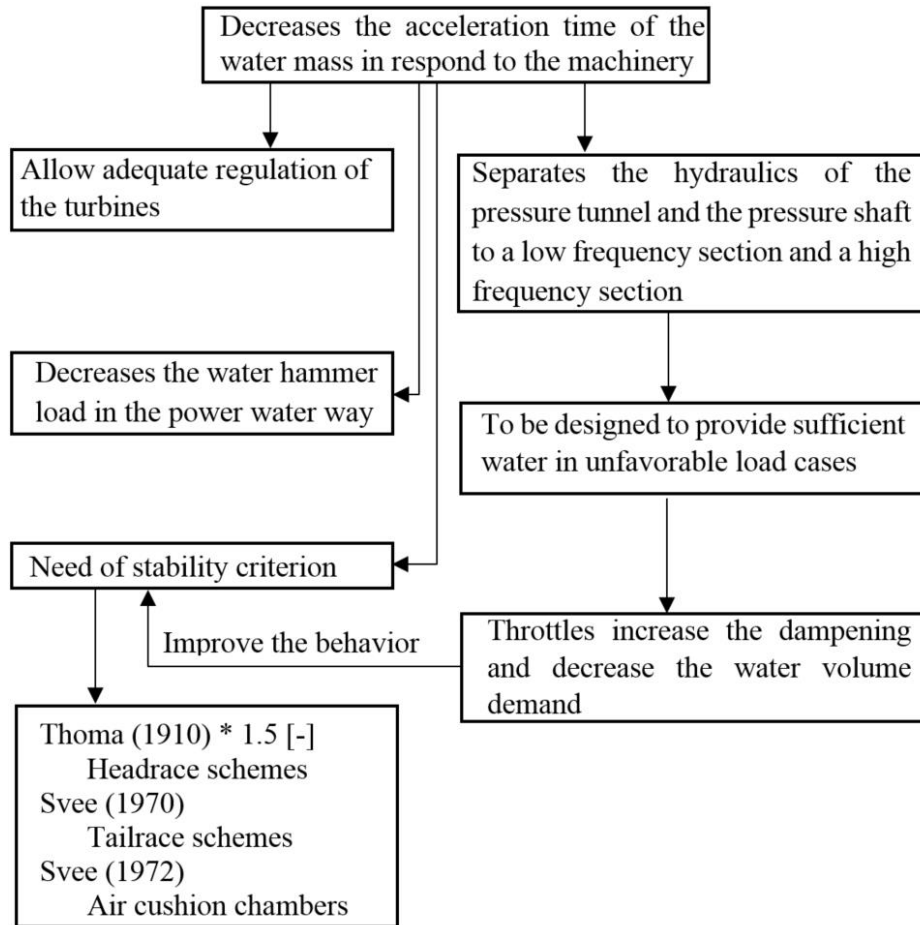 Decreases the acceleration time of the
water mass in respond to the machinery
Allow adequate regulation of
the turbines
Separates the hydraulics of the
pressure tunnel and the pressure shaft
to a low frequency section and a high
frequency section
Decreases the water hammer
load in the power water way
To be designed to provide sufficient
water in unfavorable load cases
Need of stability criterion
Improve the behavior
Throttles increase the dampening
and decrease the water volume
demand
Thoma (1910) * 1.5 [-]
Headrace schemes
Svee (1970)
Tailrace schemes
Svee (1972)
Air cushion chambers